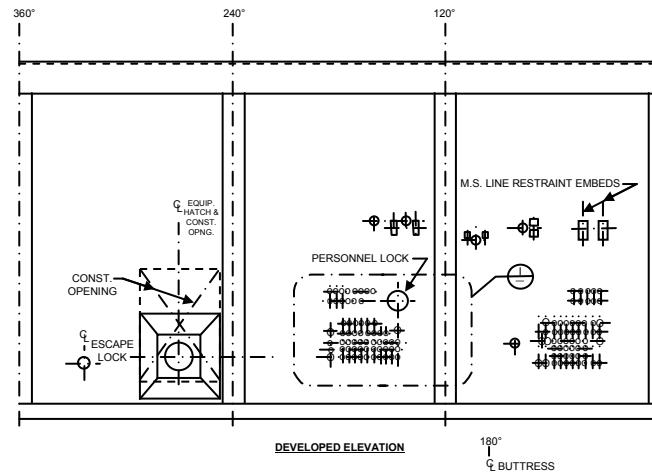 360°
240°
120°
M.S. LINE RESTRAINT EMBEDS
℄ EQUIP.
HATCH &
CONST.
OPNG.
PERSONNEL LOCK
CONST.
OPENING
℄
ESCAPE
LOCK
DEVELOPED ELEVATION
180°
℄ BUTTRESS